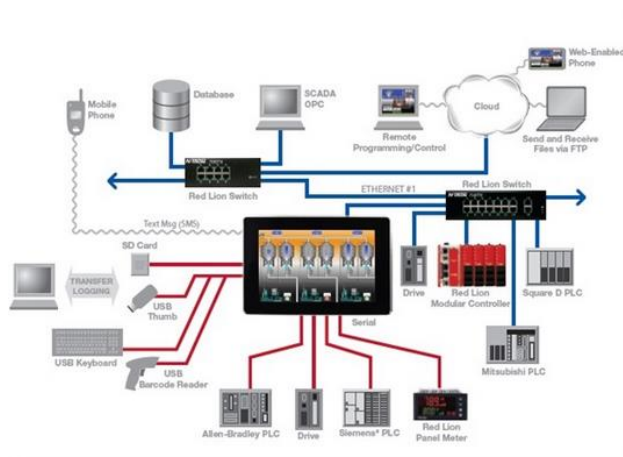 Web-Enabled
Phone
Mobile
Phone
Database
SCADA
OPC
Cloud
Remote
Programming/Control
Send and Receive
Files via FTP
Red Lion Switch
ETHERNET #1
Red Lion Switch
Text Msg (SMS)
SD Card
TRANSFER
LOGGING
USB
Thumb
Drive
Red Lion
Modular Controller
Square D PLC
Serial
USB Keyboard
USB
Barcode Reader
Mitsubishi PLC
Allen-Bradley PLC
Drive
Siemens* PLC
Red Lion
Panel Meter